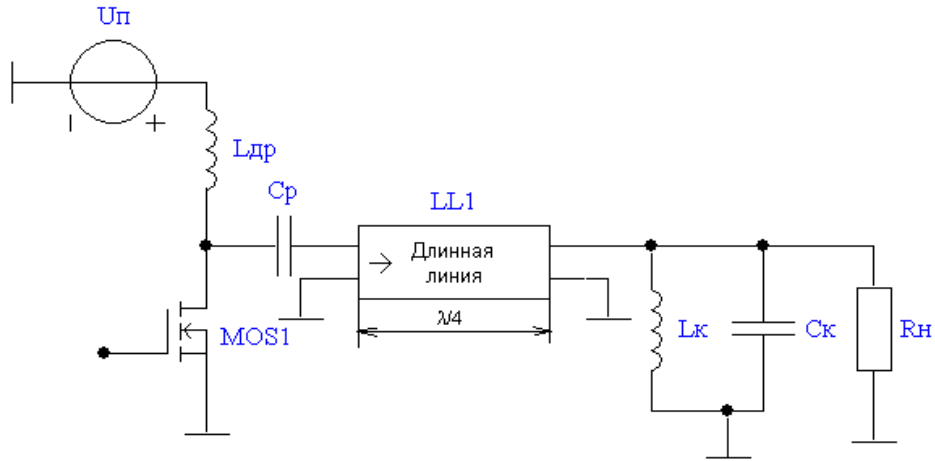 Uп
Lдр
Cр
LL1
Длинная
линия
λ/4
MOS1
Lк
Cк
Rн